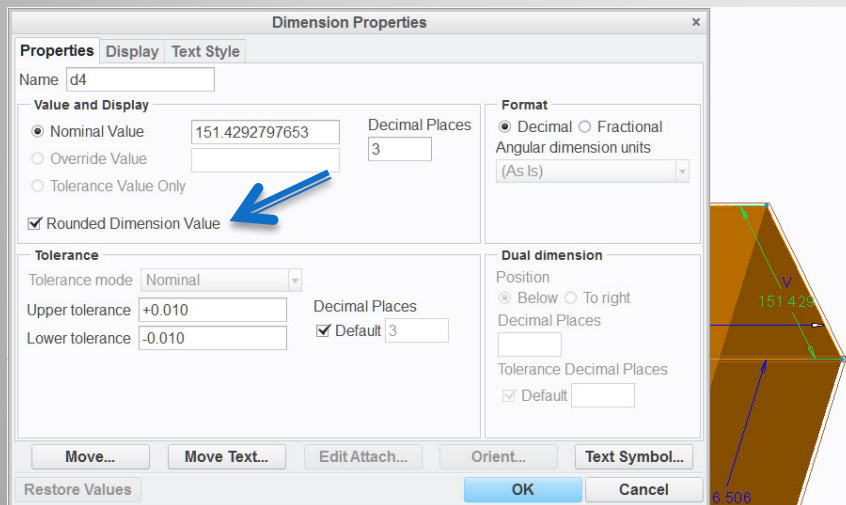 Dimension Properties x
Properties Display Text Style
Name d4
Value and Display
Nominal Value 151.4292797653
Decimal Places
3
Override Value
Tolerance Value Only
Rounded Dimension Value
Format
Decimal Fractional
Angular dimension units
(As Is)
Tolerance
Tolerance mode Nominal
Upper tolerance +0.010
Lower tolerance -0.010
Decimal Places
Default 3
Dual dimension
Position
Below To right
Decimal Places
Tolerance Decimal Places
Default
Move... Move Text... Edit Attach... Orient... Text Symbol...
Restore Values OK Cancel
V
151.429
6.506